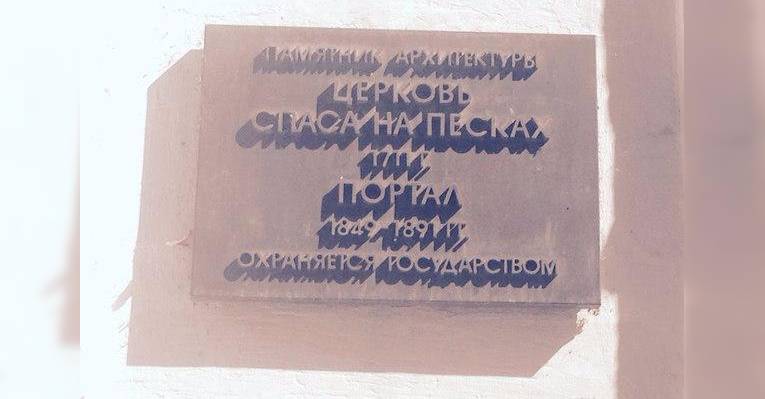 ПАМЯТНИК АРХИТЕКТУРЫ
ЦЕРКОВЬ
СПАСА НА ПЕСКАХ
1711 г.
ПОРТАЛ
1849-1891 ГГ.
ОХРАНЯЕТСЯ ГОСУДАРСТВОМ